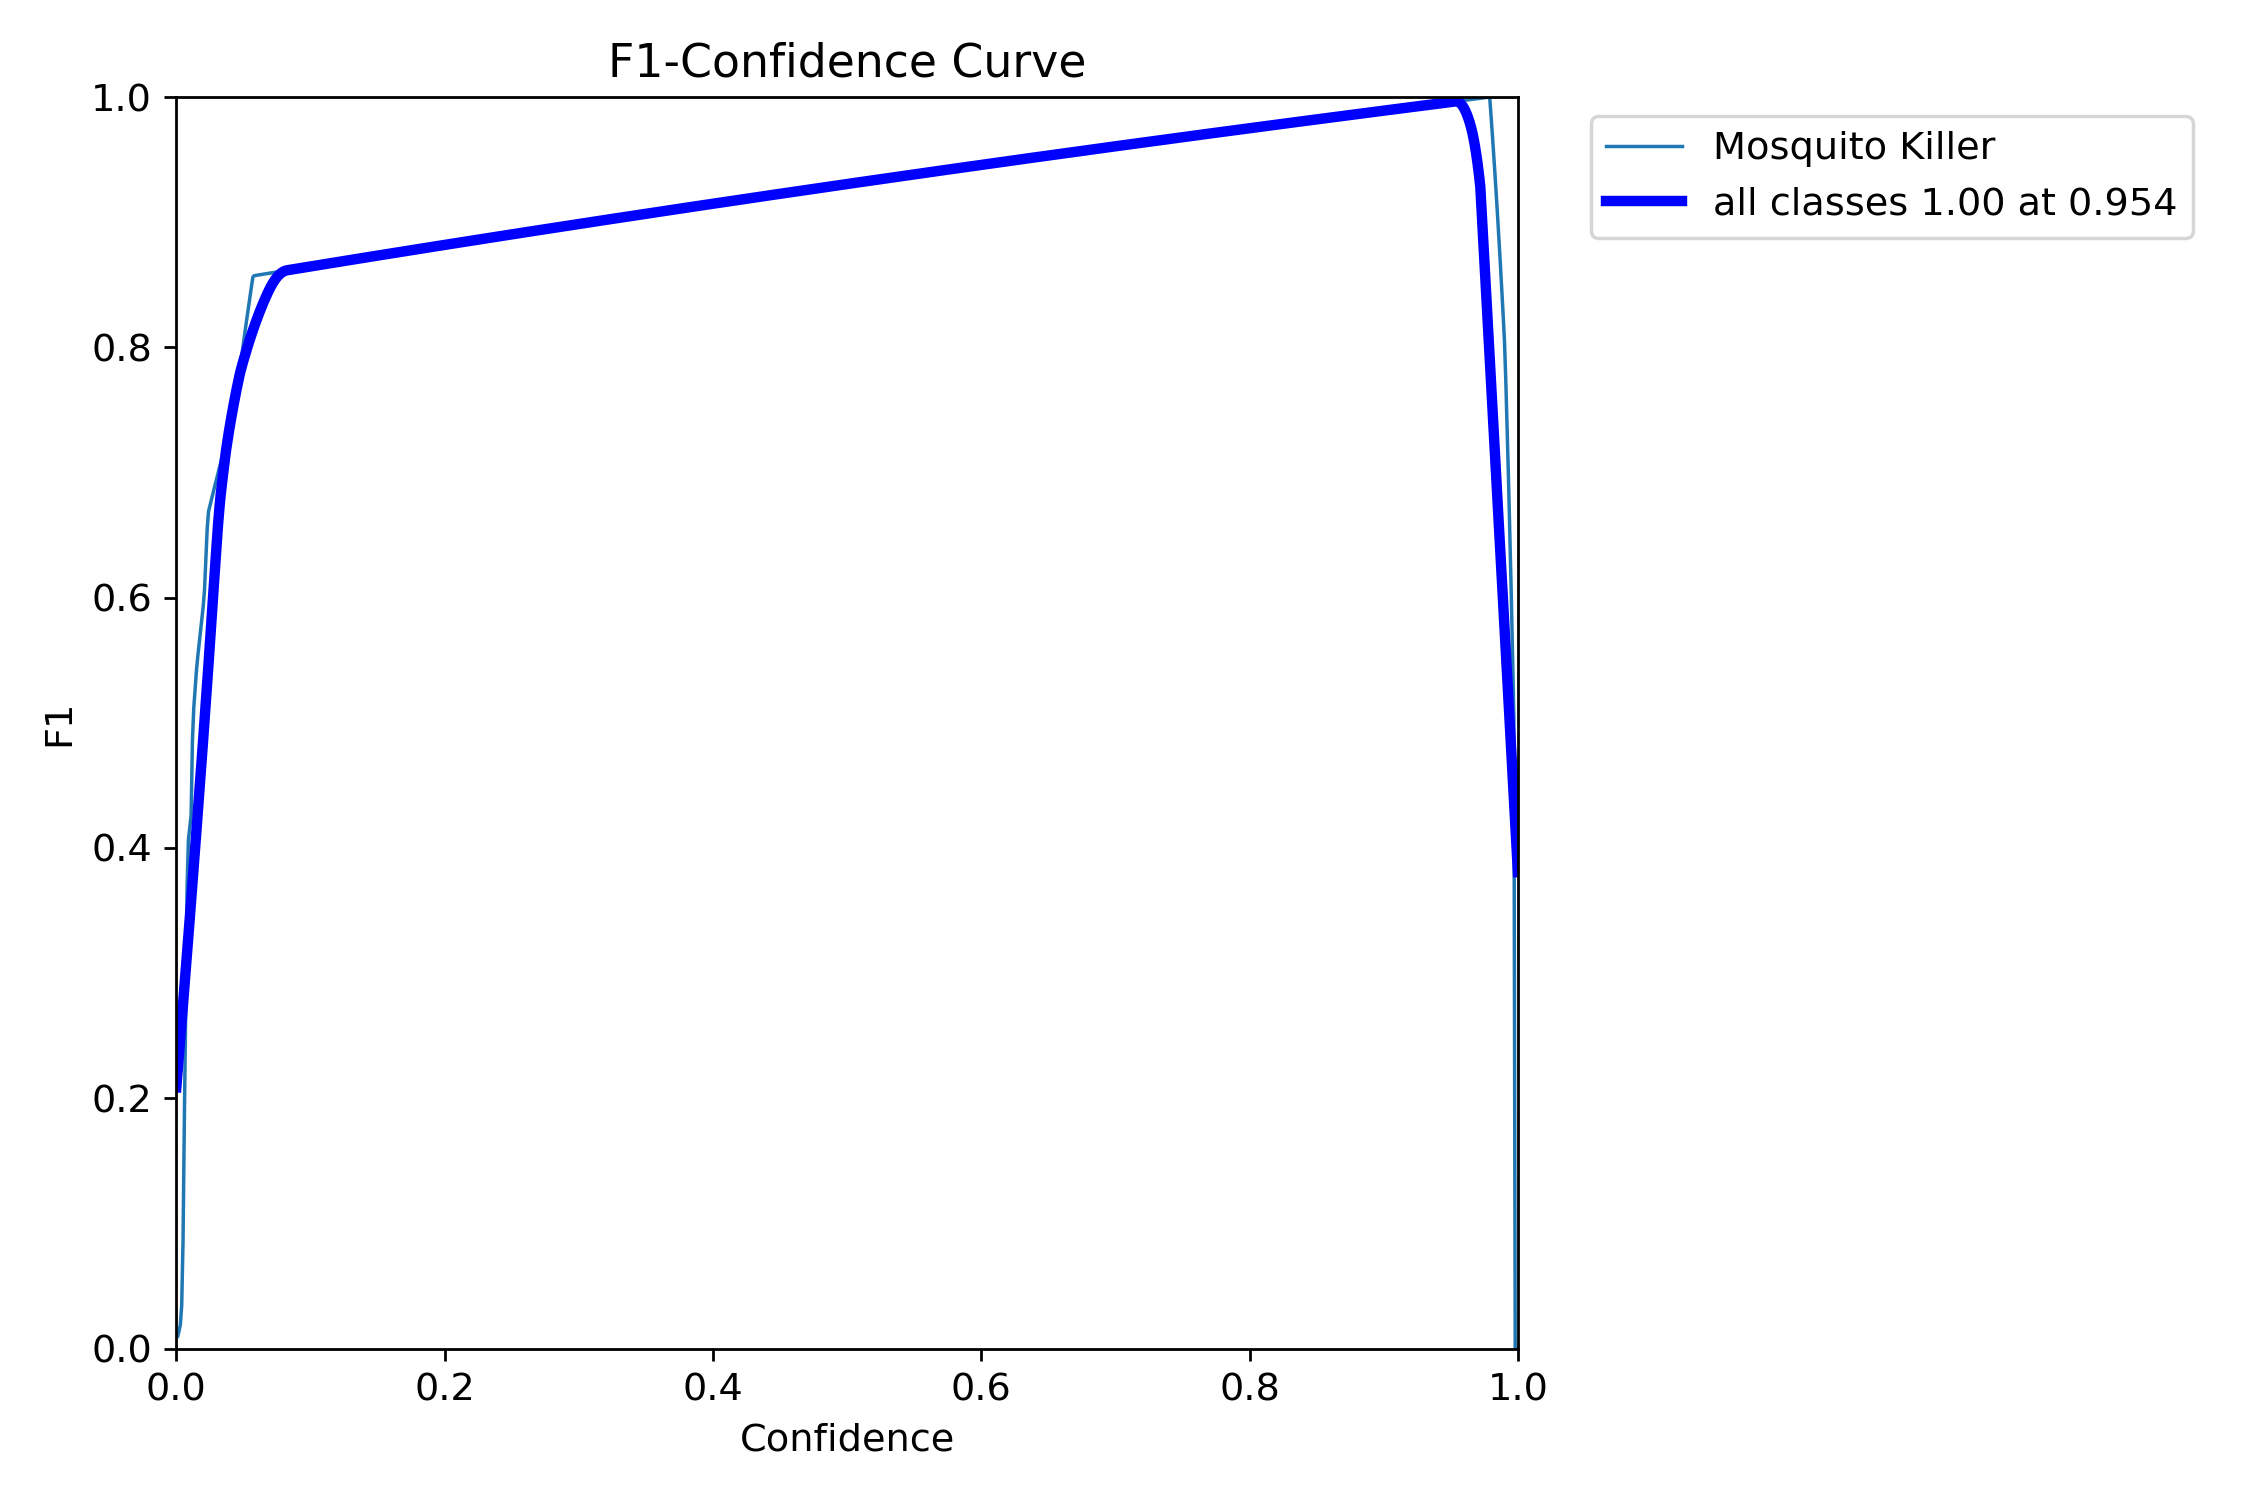 F1-Confidence Curve
1.0
0.8
0.6
0.4
0.2
0.0
F1
0.0 0.2 0.4 0.6 0.8 1.0
Confidence
Mosquito Killer
all classes 1.00 at 0.954